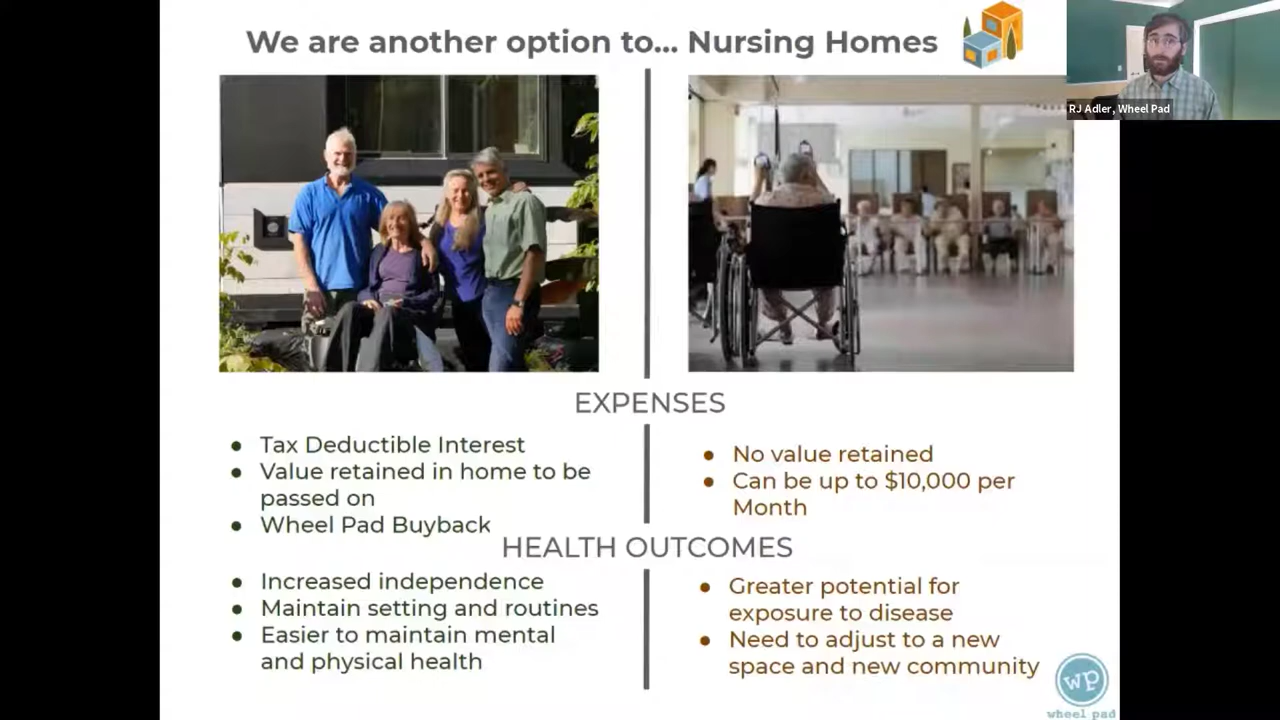 We are another option to... Nursing Homes
RJ Adler, Wheel Pad
EXPENSES
● Tax Deductible Interest
● Value retained in home to be
passed on
● Wheel Pad Buyback
● No value retained
● Can be up to $10,000 per
Month
HEALTH OUTCOMES
● Increased independence
● Maintain setting and routines
● Easier to maintain mental
and physical health
● Greater potential for
exposure to disease
● Need to adjust to a new
space and new community
wp
wheel pad